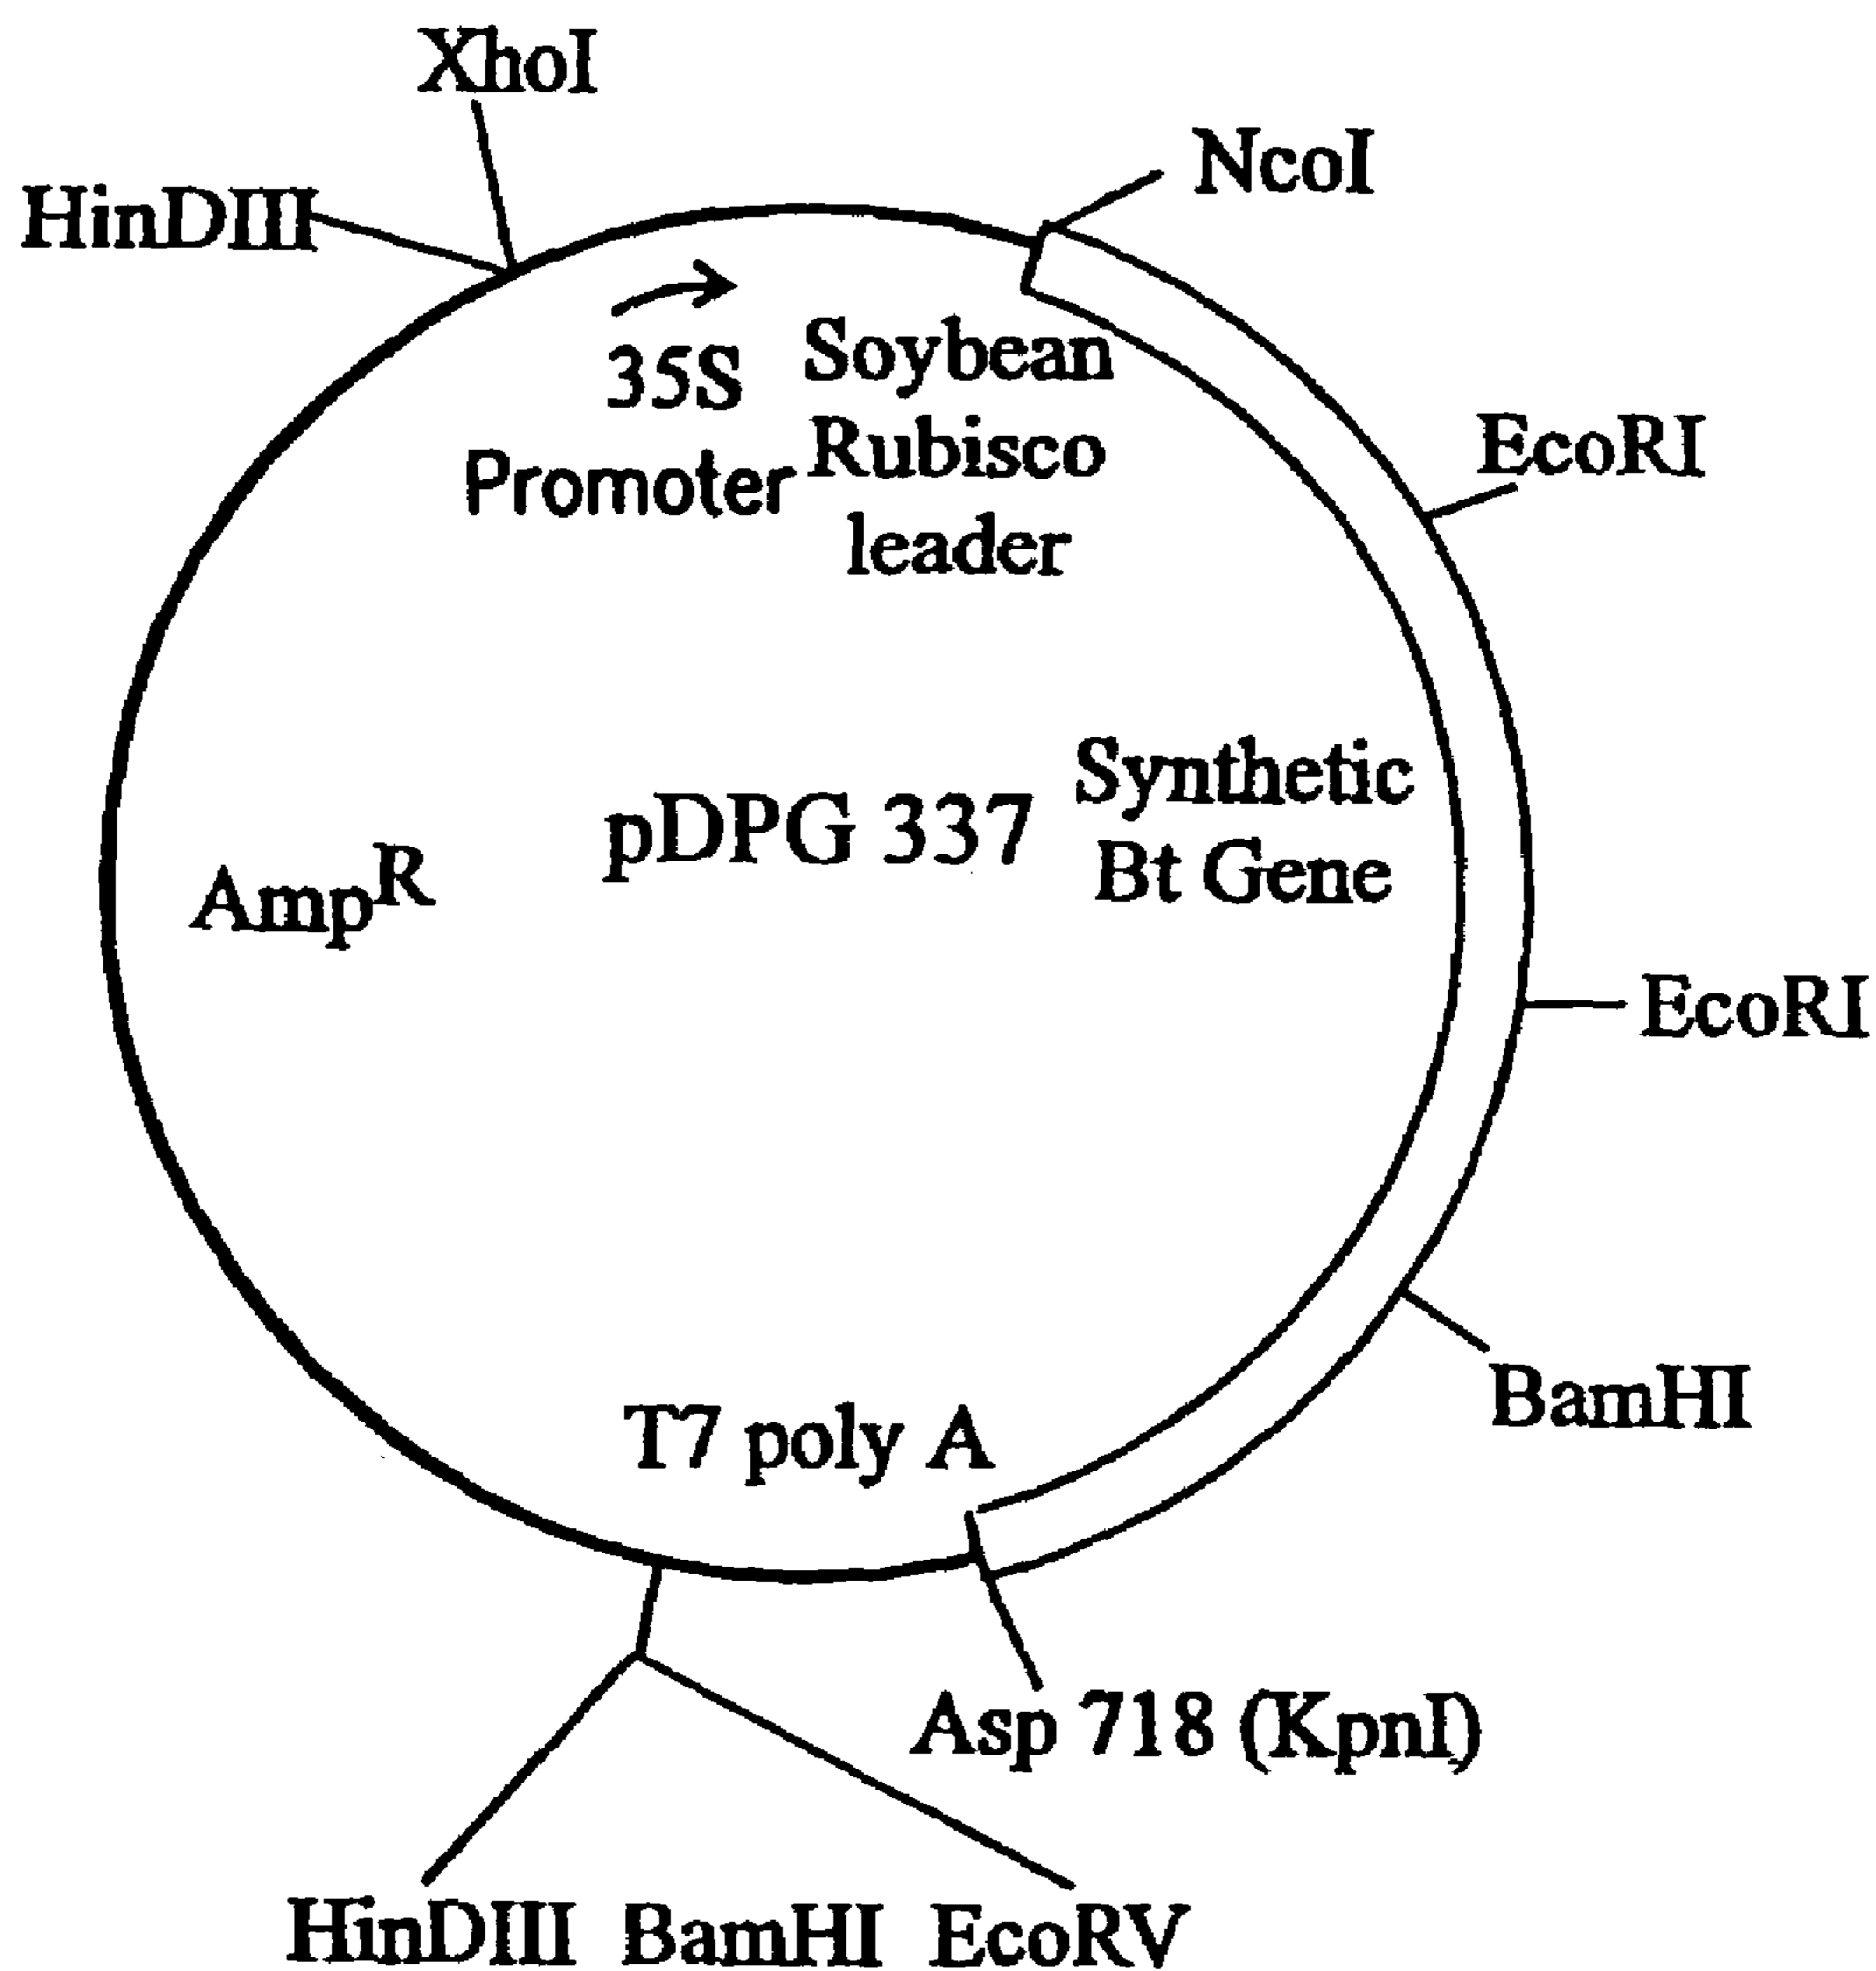 XhoI
HinDIII
NcoI
35S
Promoter
Soybean
Rubisco
leader
EcoRI
Synthetic
Bt Gene
pDPG 337
Amp^R
EcoRI
BamHI
T7 poly A
Asp 718 (KpnI)
HinDIII BamHI EcoRV